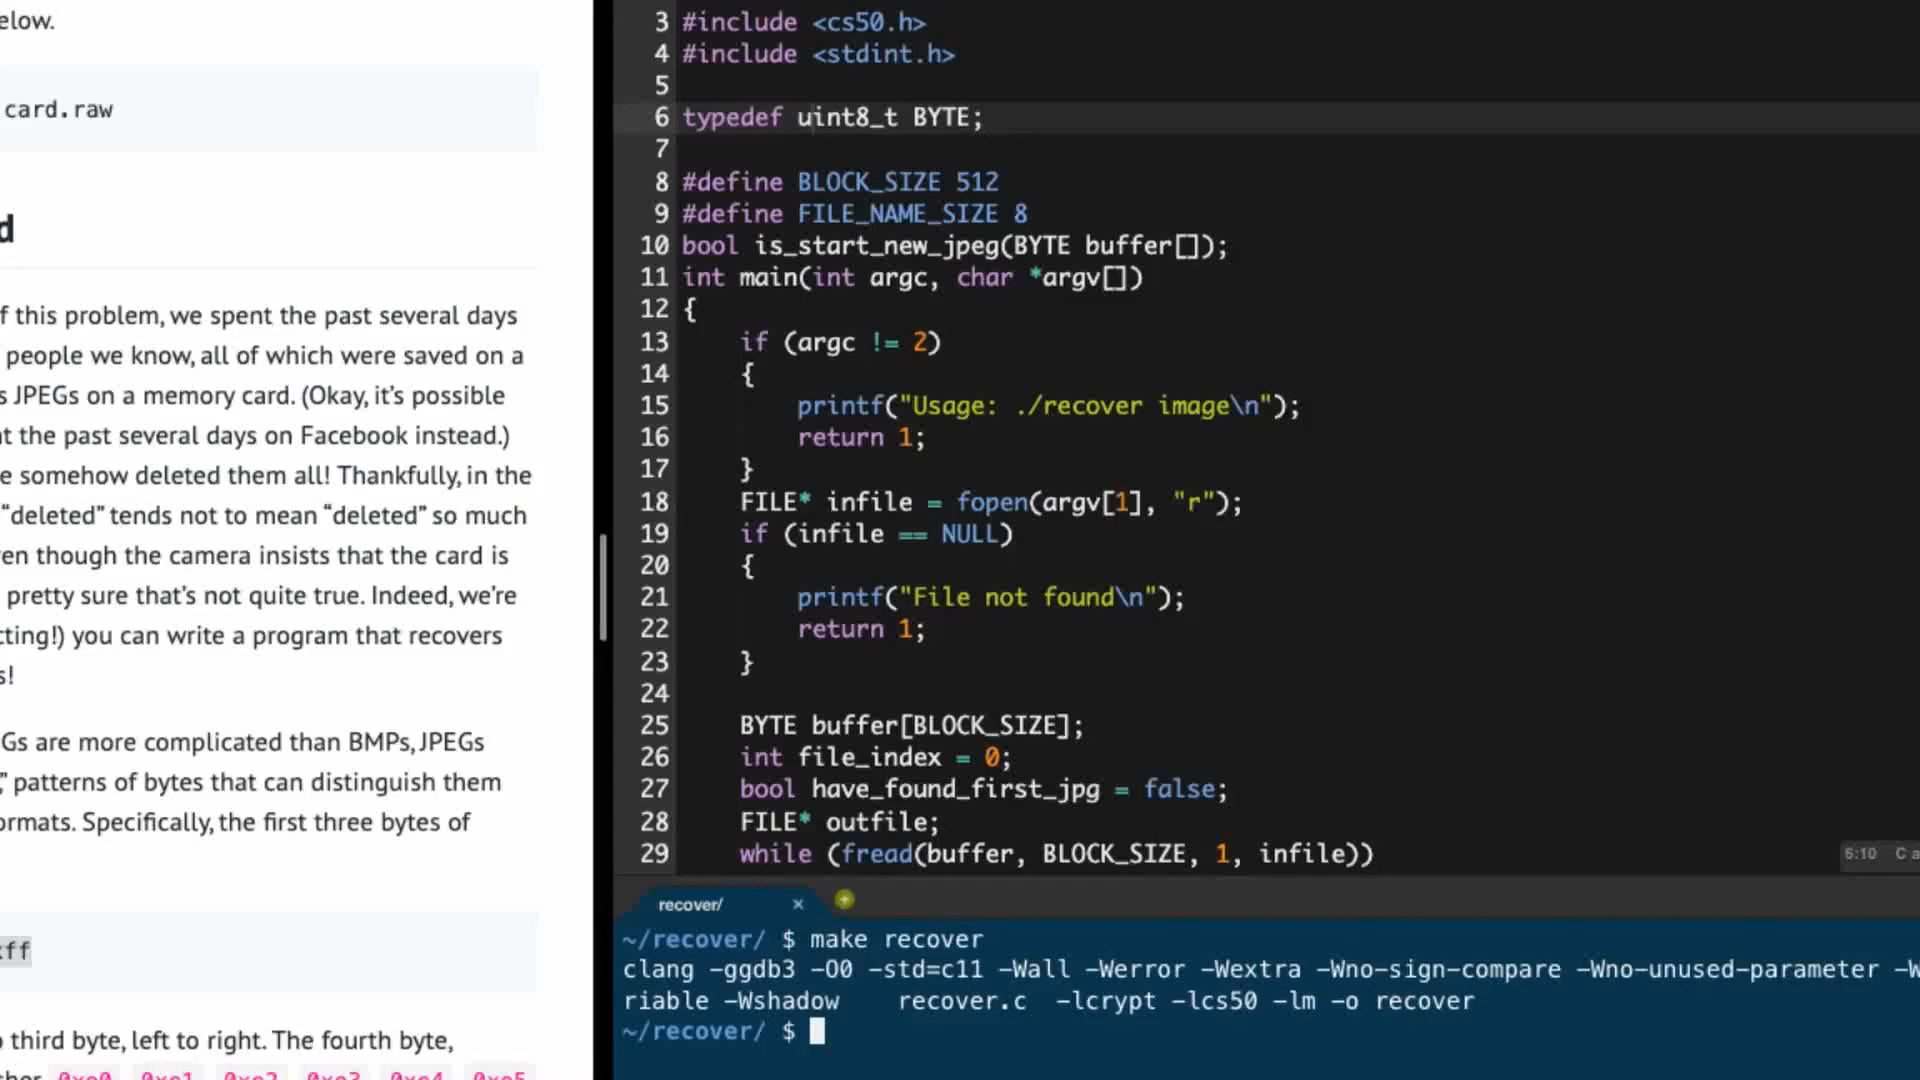 elow.
card.raw
d
f this problem, we spent the past several days
people we know, all of which were saved on a
s JPEGs on a memory card. (Okay, it’s possible
t the past several days on Facebook instead.)
e somehow deleted them all! Thankfully, in the
“deleted” tends not to mean “deleted” so much
en though the camera insists that the card is
pretty sure that’s not quite true. Indeed, we’re
cting!) you can write a program that recovers
s!
Gs are more complicated than BMPs, JPEGs
” patterns of bytes that can distinguish them
ormats. Specifically, the first three bytes of
xff
o third byte, left to right. The fourth byte,
her 0xe0 0xe1 0xe2 0xe3 0xe4 0xe5
3 #include <cs50.h>
4 #include <stdint.h>
5
6 typedef uint8_t BYTE;
7
8 #define BLOCK_SIZE 512
9 #define FILE_NAME_SIZE 8
10 bool is_start_new_jpeg(BYTE buffer[]);
11 int main(int argc, char *argv[])
12 {
13     if (argc != 2)
14     {
15         printf("Usage: ./recover image\n");
16         return 1;
17     }
18     FILE* infile = fopen(argv[1], "r");
19     if (infile == NULL)
20     {
21         printf("File not found\n");
22         return 1;
23     }
24
25     BYTE buffer[BLOCK_SIZE];
26     int file_index = 0;
27     bool have_found_first_jpg = false;
28     FILE* outfile;
29     while (fread(buffer, BLOCK_SIZE, 1, infile))
6:10 C a
recover/ ×
~/recover/ $ make recover
clang -ggdb3 -O0 -std=c11 -Wall -Werror -Wextra -Wno-sign-compare -Wno-unused-parameter -W
riable -Wshadow    recover.c  -lcrypt -lcs50 -lm -o recover
~/recover/ $